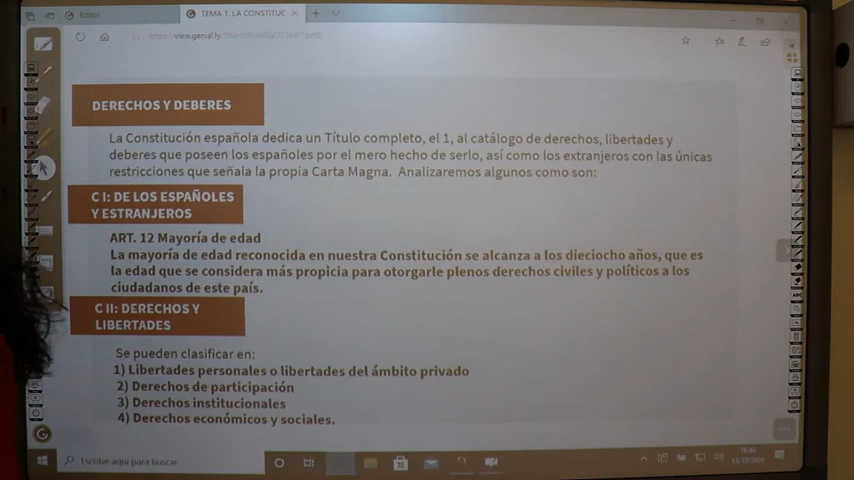 Editor
TEMA 1. LA CONSTITUC
DERECHOS Y DEBERES
La Constitución española dedica un Título completo, el 1, al catálogo de derechos, libertades y
deberes que poseen los españoles por el mero hecho de serlo, así como los extranjeros con las únicas
restricciones que señala la propia Carta Magna. Analizaremos algunos como son:
C I: DE LOS ESPAÑOLES
Y ESTRANJEROS
ART. 12 Mayoría de edad
La mayoría de edad reconocida en nuestra Constitución se alcanza a los dieciocho años, que es
la edad que se considera más propicia para otorgarle plenos derechos civiles y políticos a los
ciudadanos de este país.
C II: DERECHOS Y
LIBERTADES
Se pueden clasificar en:
1) Libertades personales o libertades del ámbito privado
2) Derechos de participación
3) Derechos institucionales
4) Derechos económicos y sociales.
Escribe aquí para buscar